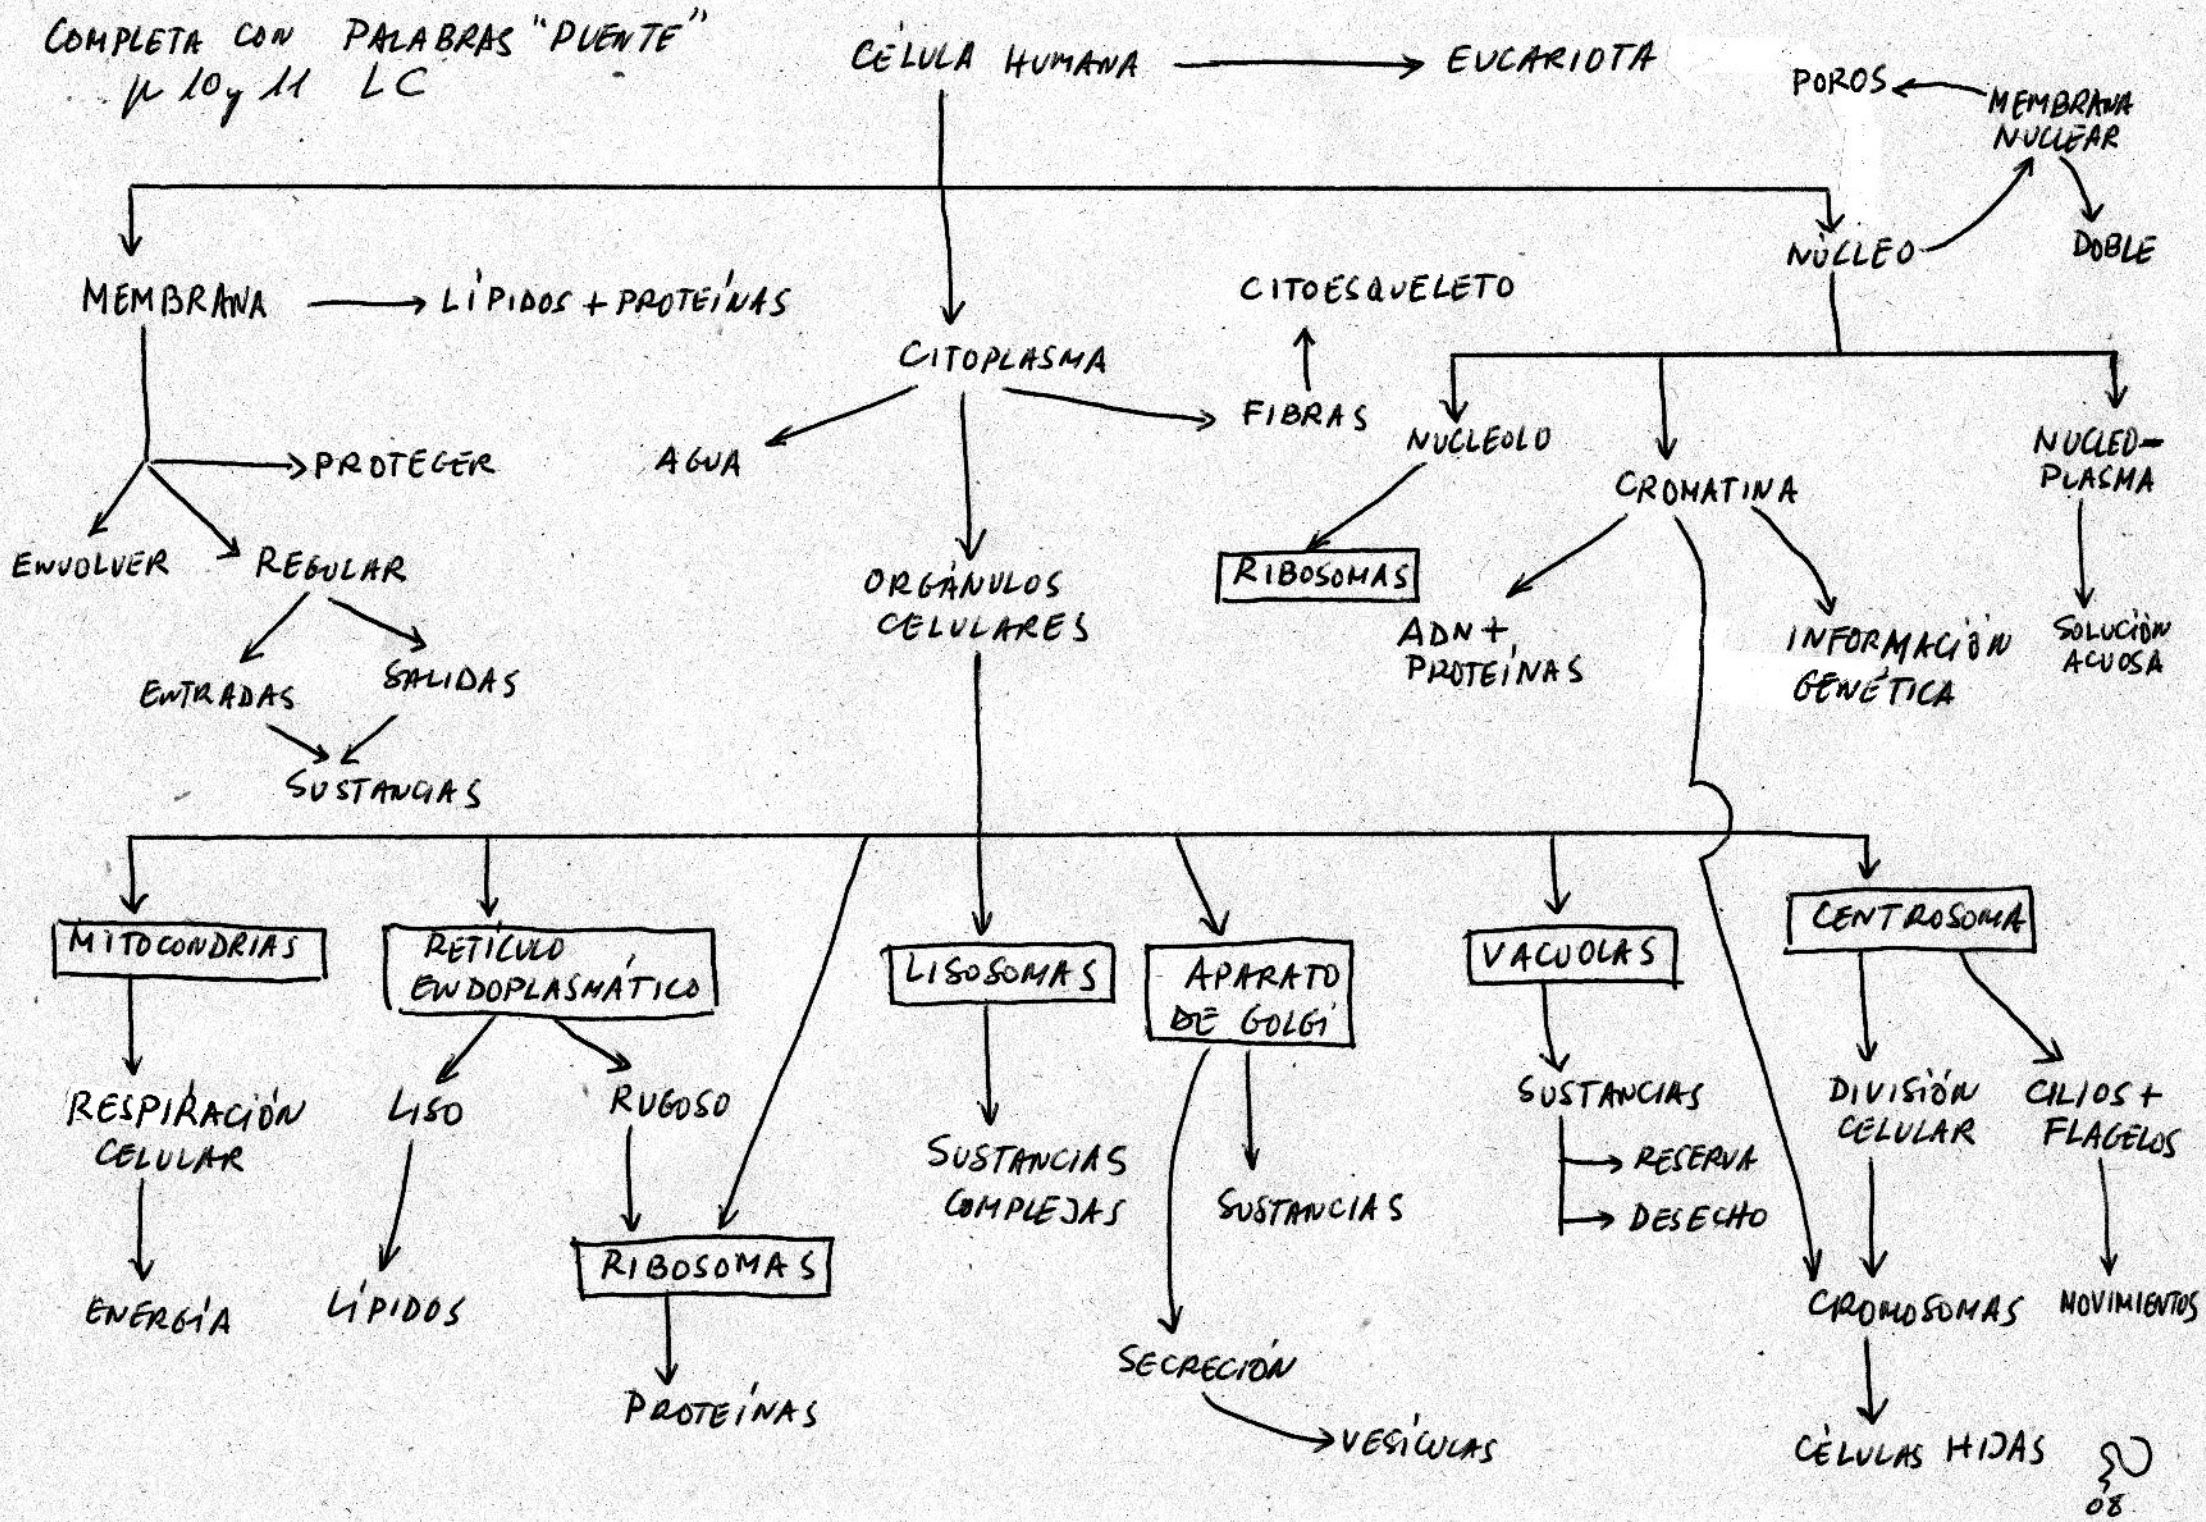 COMPLETA CON PALABRAS "PUENTE"
p 10 y 11 LC
CÉLULA HUMANA
EUCARIOTA
POROS
MEMBRANA
NUCLEAR
DOBLE
NÚCLEO
MEMBRANA
LÍPIDOS + PROTEÍNAS
CITOESQUELETO
CITOPLASMA
FIBRAS
AGUA
PROTEGER
ENVOLVER
REGULAR
ENTRADAS
SALIDAS
SUSTANCIAS
ORGÁNULOS
CELULARES
NUCLEOLO
CROMATINA
NUCLEO-
PLASMA
RIBOSOMAS
ADN +
PROTEÍNAS
INFORMACIÓN
GENÉTICA
SOLUCIÓN
ACUOSA
MITOCONDRIAS
RETÍCULO
ENDOPLASMÁTICO
LISOSOMAS
APARATO
DE GOLGI
VACUOLAS
CENTROSOMA
RESPIRACIÓN
CELULAR
LISO
RUGOSO
SUSTANCIAS
COMPLEJAS
SUSTANCIAS
SUSTANCIAS
RESERVA
DESECHO
DIVISIÓN
CELULAR
CILIOS +
FLAGELOS
ENERGÍA
LÍPIDOS
RIBOSOMAS
PROTEÍNAS
SECRECIÓN
VESÍCULAS
CROMOSOMAS
MOVIMIENTOS
CÉLULAS HIJAS
08